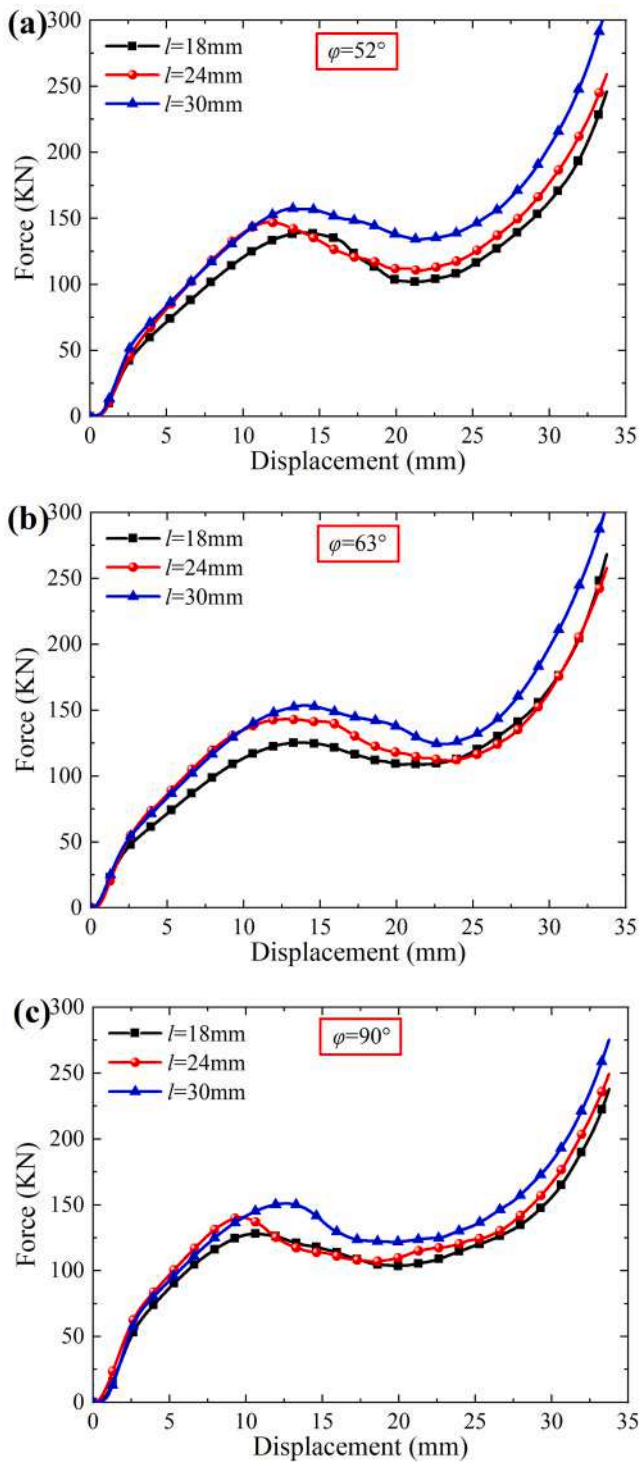 (a)
300
250
200
150
100
50
0
Force (KN)
l=18mm
l=24mm
l=30mm
φ=52°
0 5 10 15 20 25 30 35
Displacement (mm)
(b)
300
250
200
150
100
50
0
Force (KN)
l=18mm
l=24mm
l=30mm
φ=63°
0 5 10 15 20 25 30 35
Displacement (mm)
(c)
300
250
200
150
100
50
0
Force (KN)
l=18mm
l=24mm
l=30mm
φ=90°
0 5 10 15 20 25 30 35
Displacement (mm)